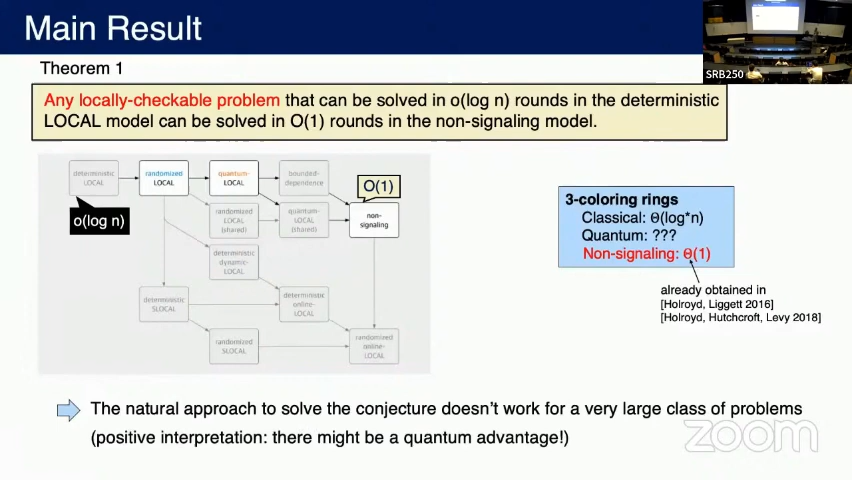 Main Result
SRB250
Theorem 1
Any locally-checkable problem that can be solved in o(log n) rounds in the deterministic
LOCAL model can be solved in O(1) rounds in the non-signaling model.
deterministic
LOCAL
randomized
LOCAL
quantum-
LOCAL
bounded-
dependence
O(1)
o(log n)
randomized
LOCAL
(shared)
quantum-
LOCAL
(shared)
non-
signaling
deterministic
dynamic-
LOCAL
deterministic
SLOCAL
deterministic
online-
LOCAL
randomized
SLOCAL
randomized
online-
LOCAL
3-coloring rings
Classical: Θ(log*n)
Quantum: ???
Non-signaling: Θ(1)
already obtained in
[Holroyd, Liggett 2016]
[Holroyd, Hutchcroft, Levy 2018]
The natural approach to solve the conjecture doesn't work for a very large class of problems
(positive interpretation: there might be a quantum advantage!)
zoom